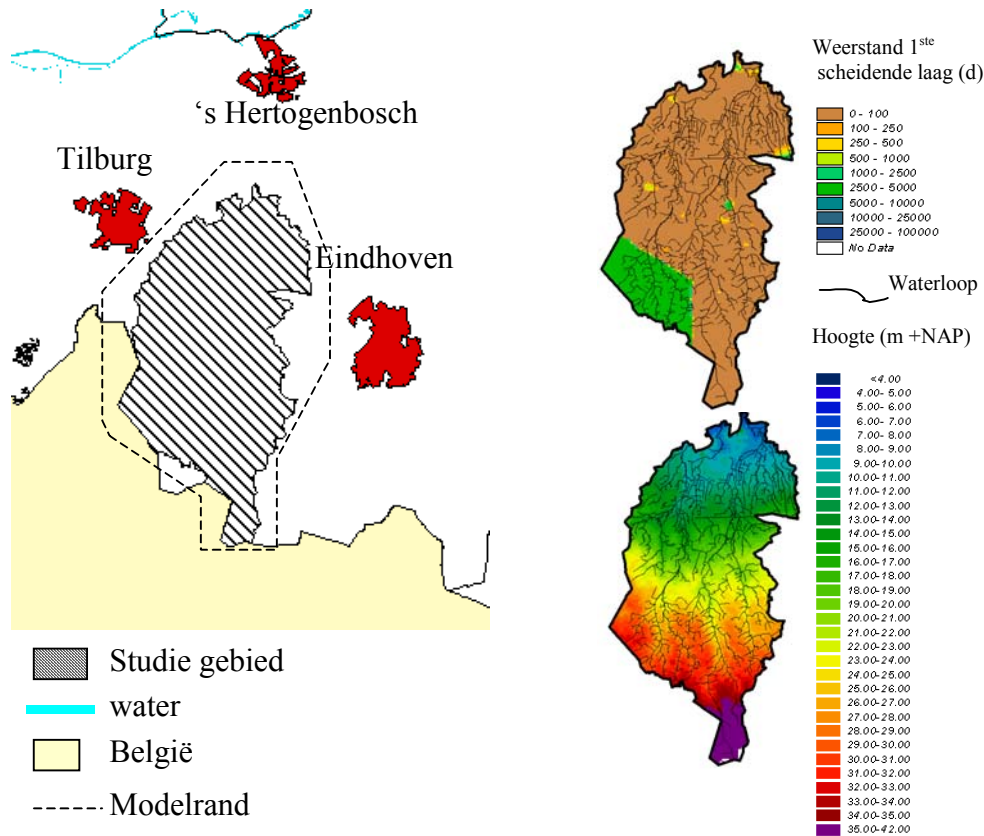 ‘s Hertogenbosch
Tilburg
Eindhoven
Studie gebied
water
België
Modelrand
Weerstand 1ste
scheidende laag (d)
0 - 100
100 - 250
250 - 500
500 - 1000
1000 - 2500
2500 - 5000
5000 - 10000
10000 - 25000
25000 - 100000
No Data
Waterloop
Hoogte (m +NAP)
<4.00
4.00- 5.00
5.00- 6.00
6.00- 7.00
7.00- 8.00
8.00- 9.00
9.00-10.00
10.00-11.00
11.00-12.00
12.00-13.00
13.00-14.00
14.00-15.00
15.00-16.00
16.00-17.00
17.00-18.00
18.00-19.00
19.00-20.00
20.00-21.00
21.00-22.00
22.00-23.00
23.00-24.00
24.00-25.00
25.00-26.00
26.00-27.00
27.00-28.00
28.00-29.00
29.00-30.00
30.00-31.00
31.00-32.00
32.00-33.00
33.00-34.00
34.00-35.00
35.00-42.00